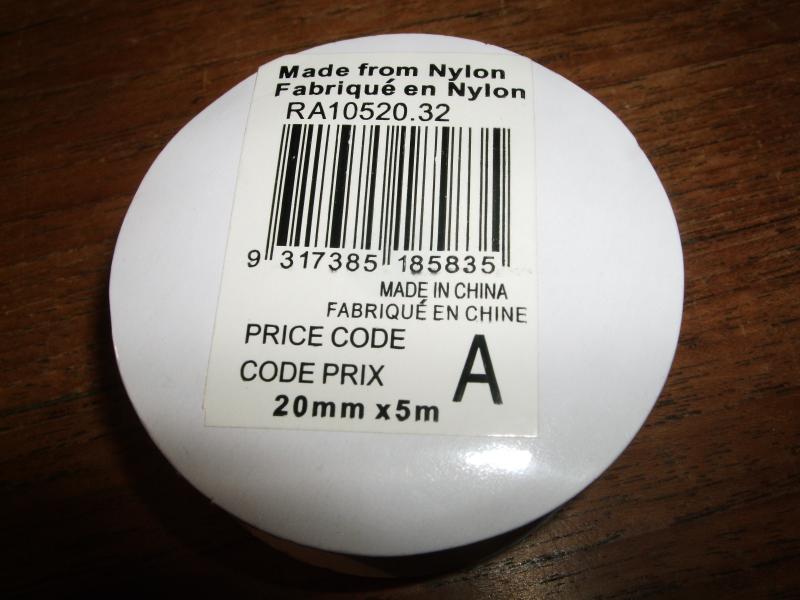 Made from Nylon
Fabriqué en Nylon
RA10520.32
9 317385 185835
MADE IN CHINA
FABRIQUÉ EN CHINE
PRICE CODE
CODE PRIX
A
20mm x5m